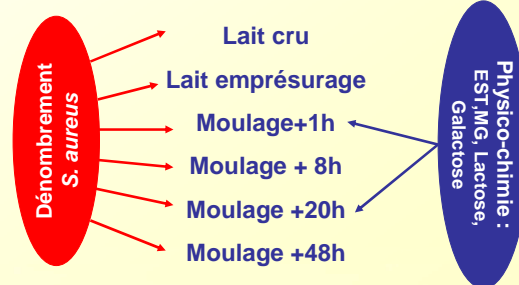 Dénombrement
S. aureus
Lait cru
Lait emprésurage
Moulage+1h
Moulage + 8h
Moulage +20h
Moulage +48h
Physico-chimie :
EST,MG, Lactose,
Galactose